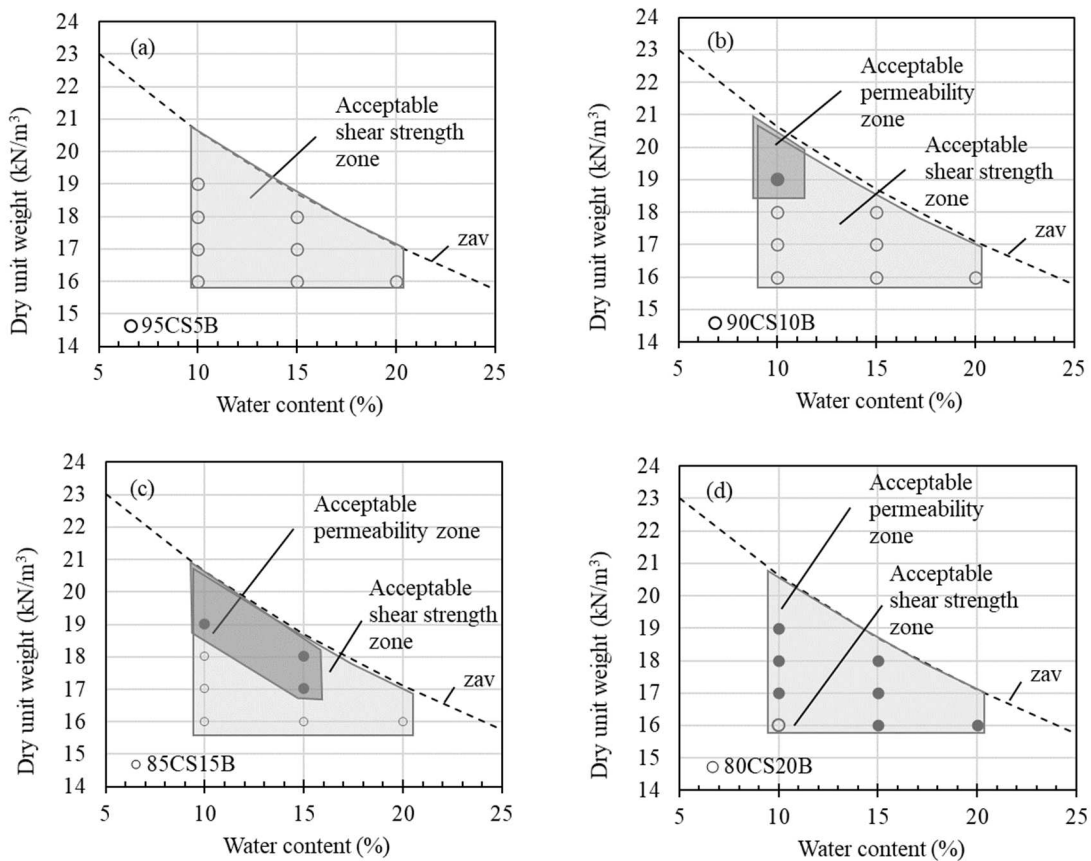 (a)
24
23
22
21
20
19
18
17
16
15
14
Dry unit weight (kN/m³)
Acceptable
shear strength
zone
zav
95CS5B
5 10 15 20 25
Water content (%)
(b)
24
23
22
21
20
19
18
17
16
15
14
Dry unit weight (kN/m³)
Acceptable
permeability
zone
Acceptable
shear strength
zone
zav
90CS10B
5 10 15 20 25
Water content (%)
(c)
24
23
22
21
20
19
18
17
16
15
14
Dry unit weight (kN/m³)
Acceptable
permeability zone
Acceptable
shear strength
zone
zav
85CS15B
5 10 15 20 25
Water content (%)
(d)
24
23
22
21
20
19
18
17
16
15
14
Dry unit weight (kN/m³)
Acceptable
permeability
zone
Acceptable
shear strength
zone
zav
80CS20B
5 10 15 20 25
Water content (%)